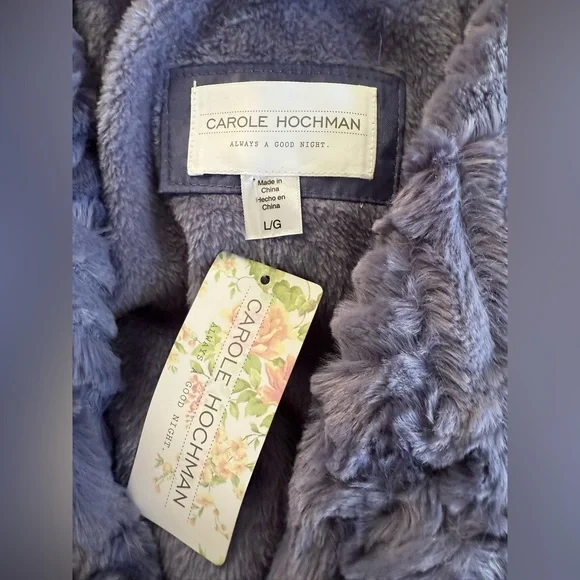 CAROLE HOCHMAN
ALWAYS A GOOD NIGHT.
Made in
China
Hecho en
China
L/G
CAROLE HOCHMAN
ALWAYS A GOOD NIGHT.